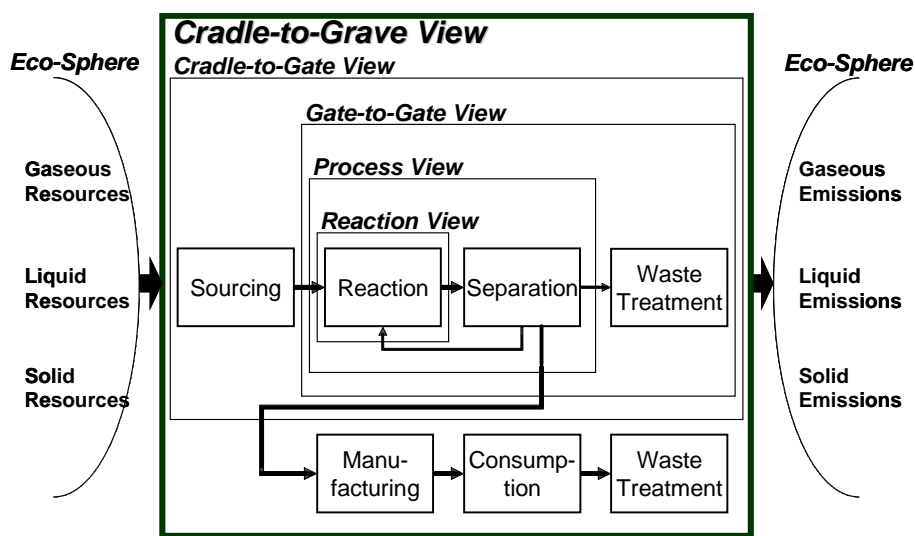 Cradle-to-Grave View
Eco-Sphere
Cradle-to-Gate View
Eco-Sphere
Gate-to-Gate View
Process View
Reaction View
Gaseous
Resources
Liquid
Resources
Solid
Resources
Sourcing
Reaction
Separation
Waste
Treatment
Manu-
facturing
Consump-
tion
Waste
Treatment
Gaseous
Emissions
Liquid
Emissions
Solid
Emissions